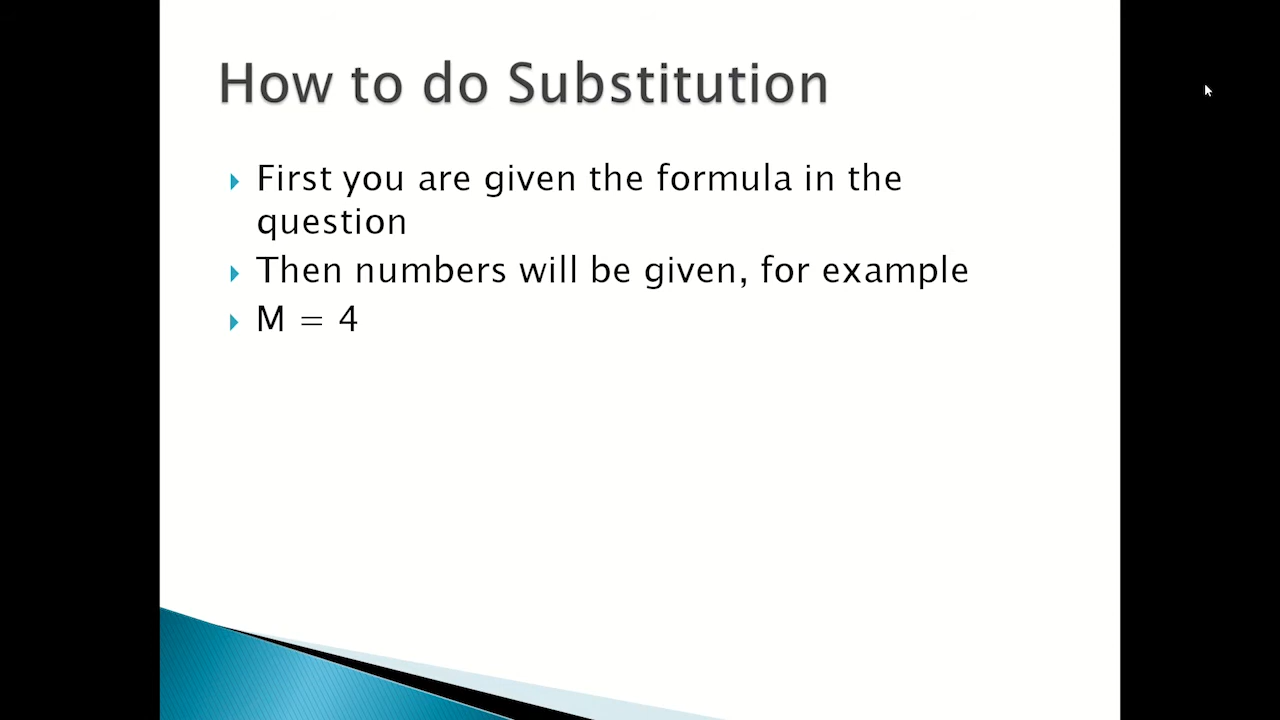 How to do Substitution
First you are given the formula in the
question
Then numbers will be given, for example
M = 4